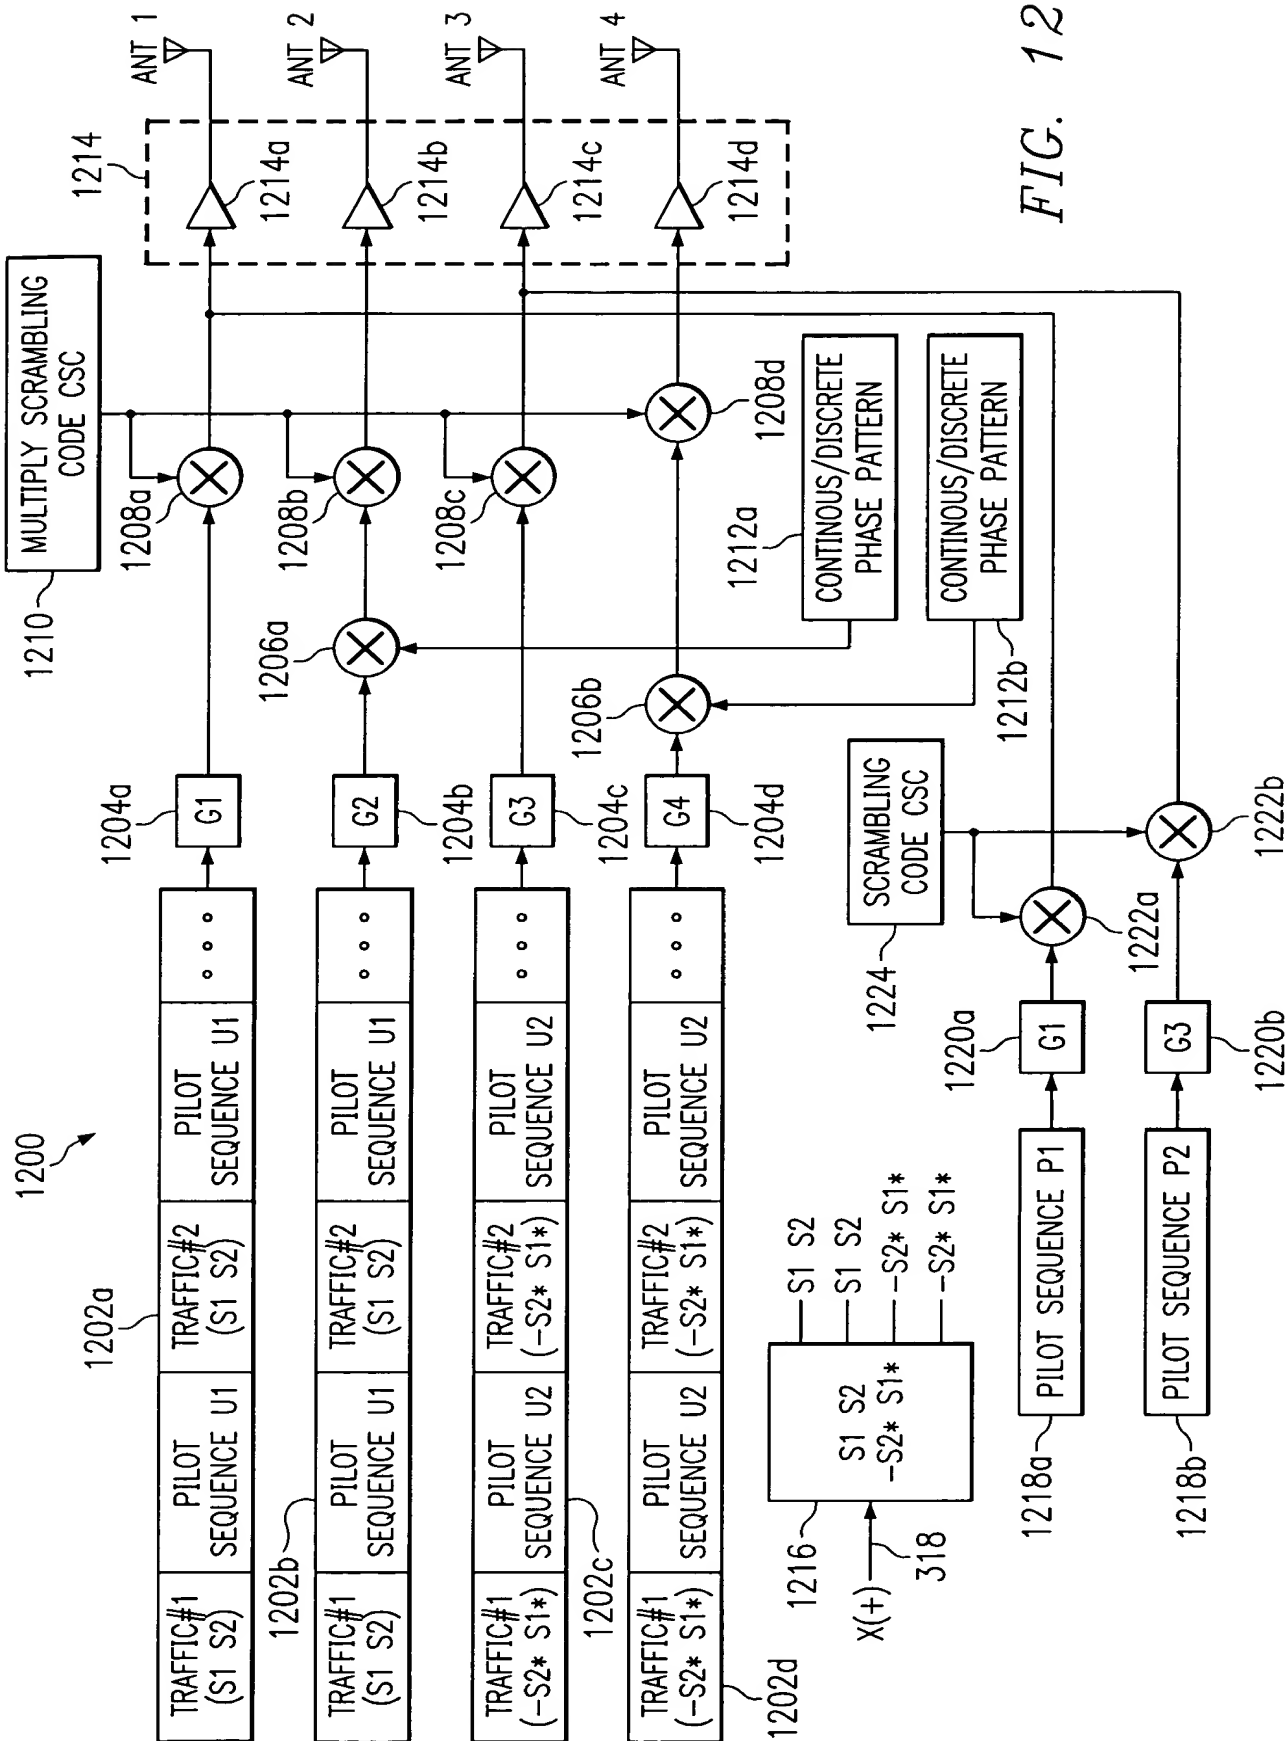 1200
TRAFFIC#1
(S1 S2)
PILOT
SEQUENCE U1
TRAFFIC#2
(S1 S2)
PILOT
SEQUENCE U1
1202a
1204a
G1
1208a
1210
MULTIPLY SCRAMBLING
CODE CSC
1214
1214a
ANT 1
TRAFFIC#1
(S1 S2)
PILOT
SEQUENCE U1
TRAFFIC#2
(S1 S2)
PILOT
SEQUENCE U1
1202b
G2
1204b
1206a
1208b
1214b
ANT 2
TRAFFIC#1
(-S2* S1*)
PILOT
SEQUENCE U2
TRAFFIC#2
(-S2* S1*)
PILOT
SEQUENCE U2
1202c
G3
1204c
1208c
1214c
ANT 3
TRAFFIC#1
(-S2* S1*)
PILOT
SEQUENCE U2
TRAFFIC#2
(-S2* S1*)
PILOT
SEQUENCE U2
1202d
G4
1204d
1206b
1208d
1214d
ANT 4
1212a
CONTINOUS/DISCRETE
PHASE PATTERN
CONTINOUS/DISCRETE
PHASE PATTERN
1212b
X(+)
318
1216
S1 S2
-S2* S1*
S1 S2
S1 S2
-S2* S1*
-S2* S1*
SCRAMBLING
CODE CSC
1224
1218a
PILOT SEQUENCE P1
1220a
G1
1222a
1218b
PILOT SEQUENCE P2
G3
1220b
1222b
FIG. 12